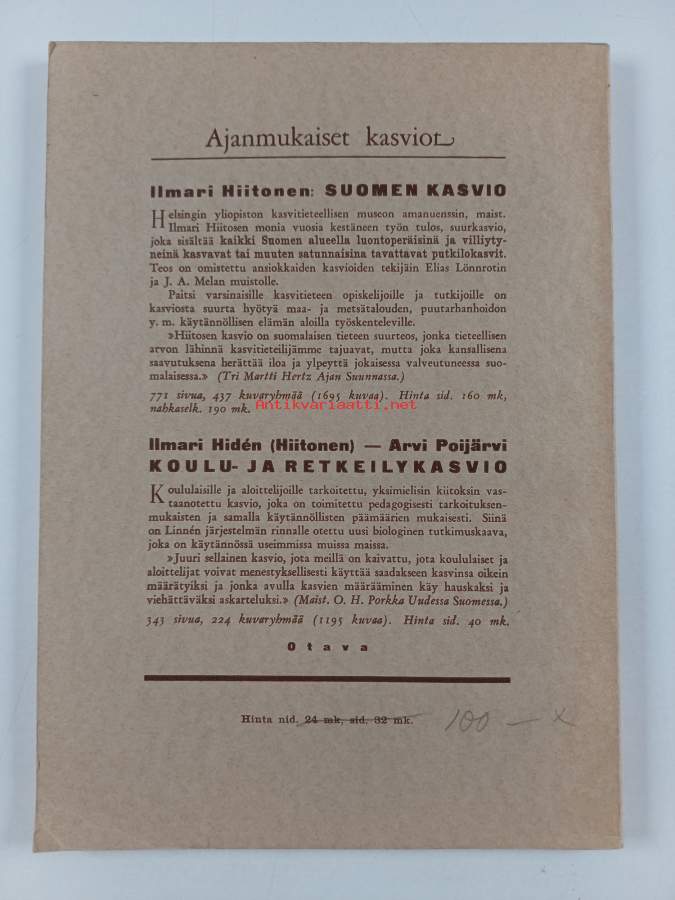 Ajanmukaiset kasviot
Ilmari Hiitonen: SUOMEN KASVIO
Helsingin yliopiston kasvitieteellisen museon amanuenssin, maist.
Ilmari Hiitosen monia vuosia kestäneen työn tulos, suurkasvio,
joka sisältää kaikki Suomen alueella luontoperäisinä ja villiyty-
neinä kasvavat tai muuten satunnaisina tavattavat putkilokasvit.
Teos on omistettu ansiokkaiden kasvioiden tekijäin Elias Lönnrotin
ja J. A. Melan muistolle.
Paitsi varsinaisille kasvitieteen opiskelijoille ja tutkijoille on
kasviosta suurta hyötyä maa- ja metsätalouden, puutarhanhoidon
y. m. käytännöllisen elämän aloilla työskenteleville.
»Hiitosen kasvio on suomalaisen tieteen suurteos, jonka tieteellisen
arvon lähinnä kasvitieteilijämme tajuavat, mutta joka kansallisena
saavutuksena herättää iloa ja ylpeyttä jokaisessa valveutuneessa suo-
malaisessa.» (Tri Martti Hertz Ajan Suunnassa.)
771 sivua, 437 kuvaryhmää (1695 kuvaa). Hinta sid. 160 mk,
nahkaselk. 190 mk.
Antikvariaatti.net
Ilmari Hidén (Hiitonen) — Arvi Poijärvi
KOULU- JA RETKEILYKASVIO
Koululaisille ja aloittelijoille tarkoitettu, yksimielisin kiitoksin vas-
taanotettu kasvio, joka on toimitettu pedagogisesti tarkoituksen-
mukaisten ja samalla käytännöllisten päämäärien mukaisesti. Siinä
on Linnén järjestelmän rinnalle otettu uusi biologinen tutkimuskaava,
joka on käytännössä useimmissa muissa maissa.
»Juuri sellainen kasvio, jota meillä on kaivattu, jota koululaiset ja
aloittelijat voivat menestyksellisesti käyttää saadakseen kasvinsa oikein
määrätyiksi ja jonka avulla kasvien määrääminen käy hauskaksi ja
viehättäväksi askarteluksi.» (Maist. O. H. Porkka Uudessa Suomessa.)
343 sivua, 224 kuvaryhmää (1195 kuvaa). Hinta sid. 40 mk.
Otava
Hinta nid. 24 mk, sid. 32 mk. 100 — x